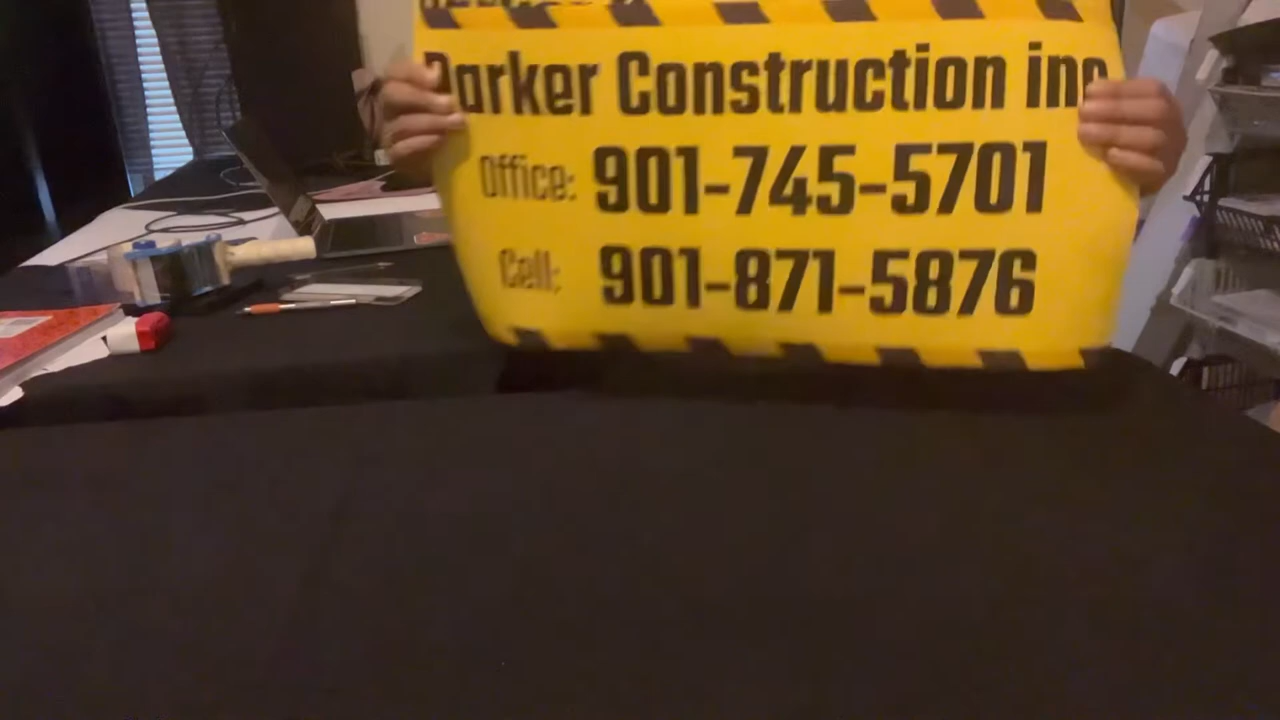 Parker Construction inc
Office: 901-745-5701
Cell: 901-871-5876